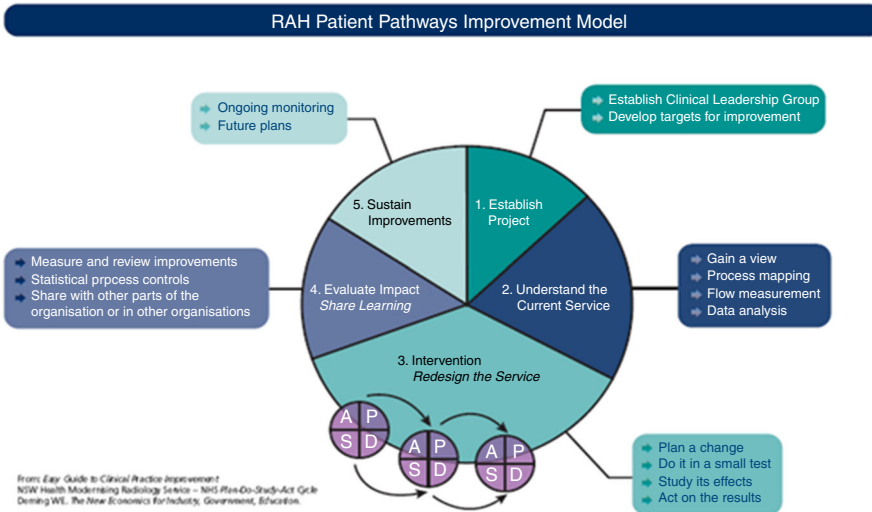 RAH Patient Pathways Improvement Model
Ongoing monitoring
Future plans
Establish Clinical Leadership Group
Develop targets for improvement
5. Sustain
Improvements
1. Establish
Project
Measure and review improvements
Statistical prpcess controls
Share with other parts of the
organisation or in other organisations
4. Evaluate Impact
Share Learning
2. Understand the
Current Service
Gain a view
Process mapping
Flow measurement
Data analysis
3. Intervention
Redesign the Service
A P
S D
A P
S D
A P
S D
Plan a change
Do it in a small test
Study its effects
Act on the results
From: Easy Guide to Clinical Practice Improvement
NSW Health Modernising Radiology Service – NHS Plan-Do-Study-Act Cycle
Deming WE. The New Economics for Industry, Government, Education.